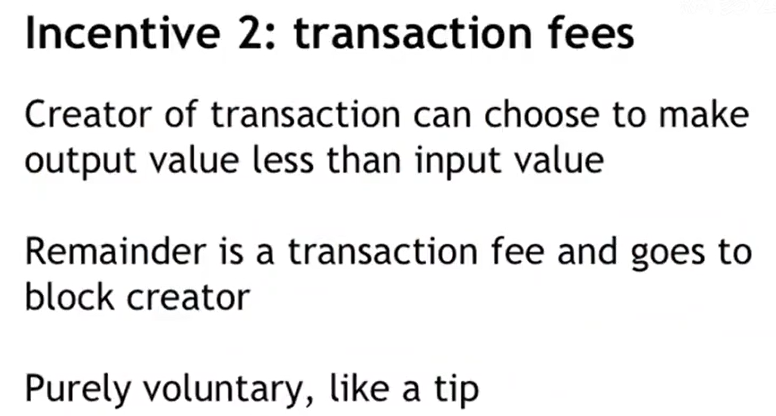 Incentive 2: transaction fees
Creator of transaction can choose to make
output value less than input value
Remainder is a transaction fee and goes to
block creator
Purely voluntary, like a tip